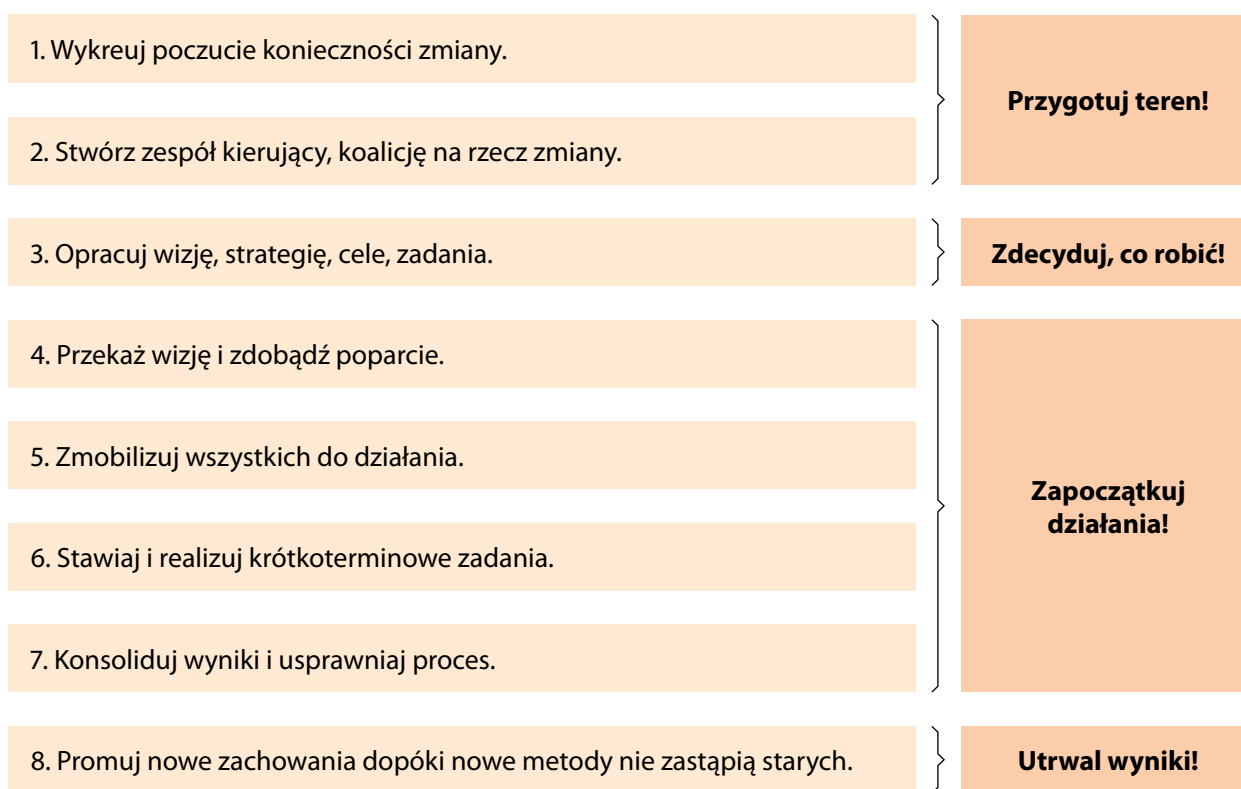 1. Wykreuj poczucie konieczności zmiany.
2. Stwórz zespół kierujący, koalicję na rzecz zmiany.
Przygotuj teren!
3. Opracuj wizję, strategię, cele, zadania.
Zdecyduj, co robić!
4. Przekaż wizję i zdobądź poparcie.
5. Zmobilizuj wszystkich do działania.
6. Stawiaj i realizuj krótkoterminowe zadania.
7. Konsoliduj wyniki i usprawniaj proces.
Zapoczątkuj
działania!
8. Promuj nowe zachowania dopóki nowe metody nie zastąpią starych.
Utrwal wyniki!